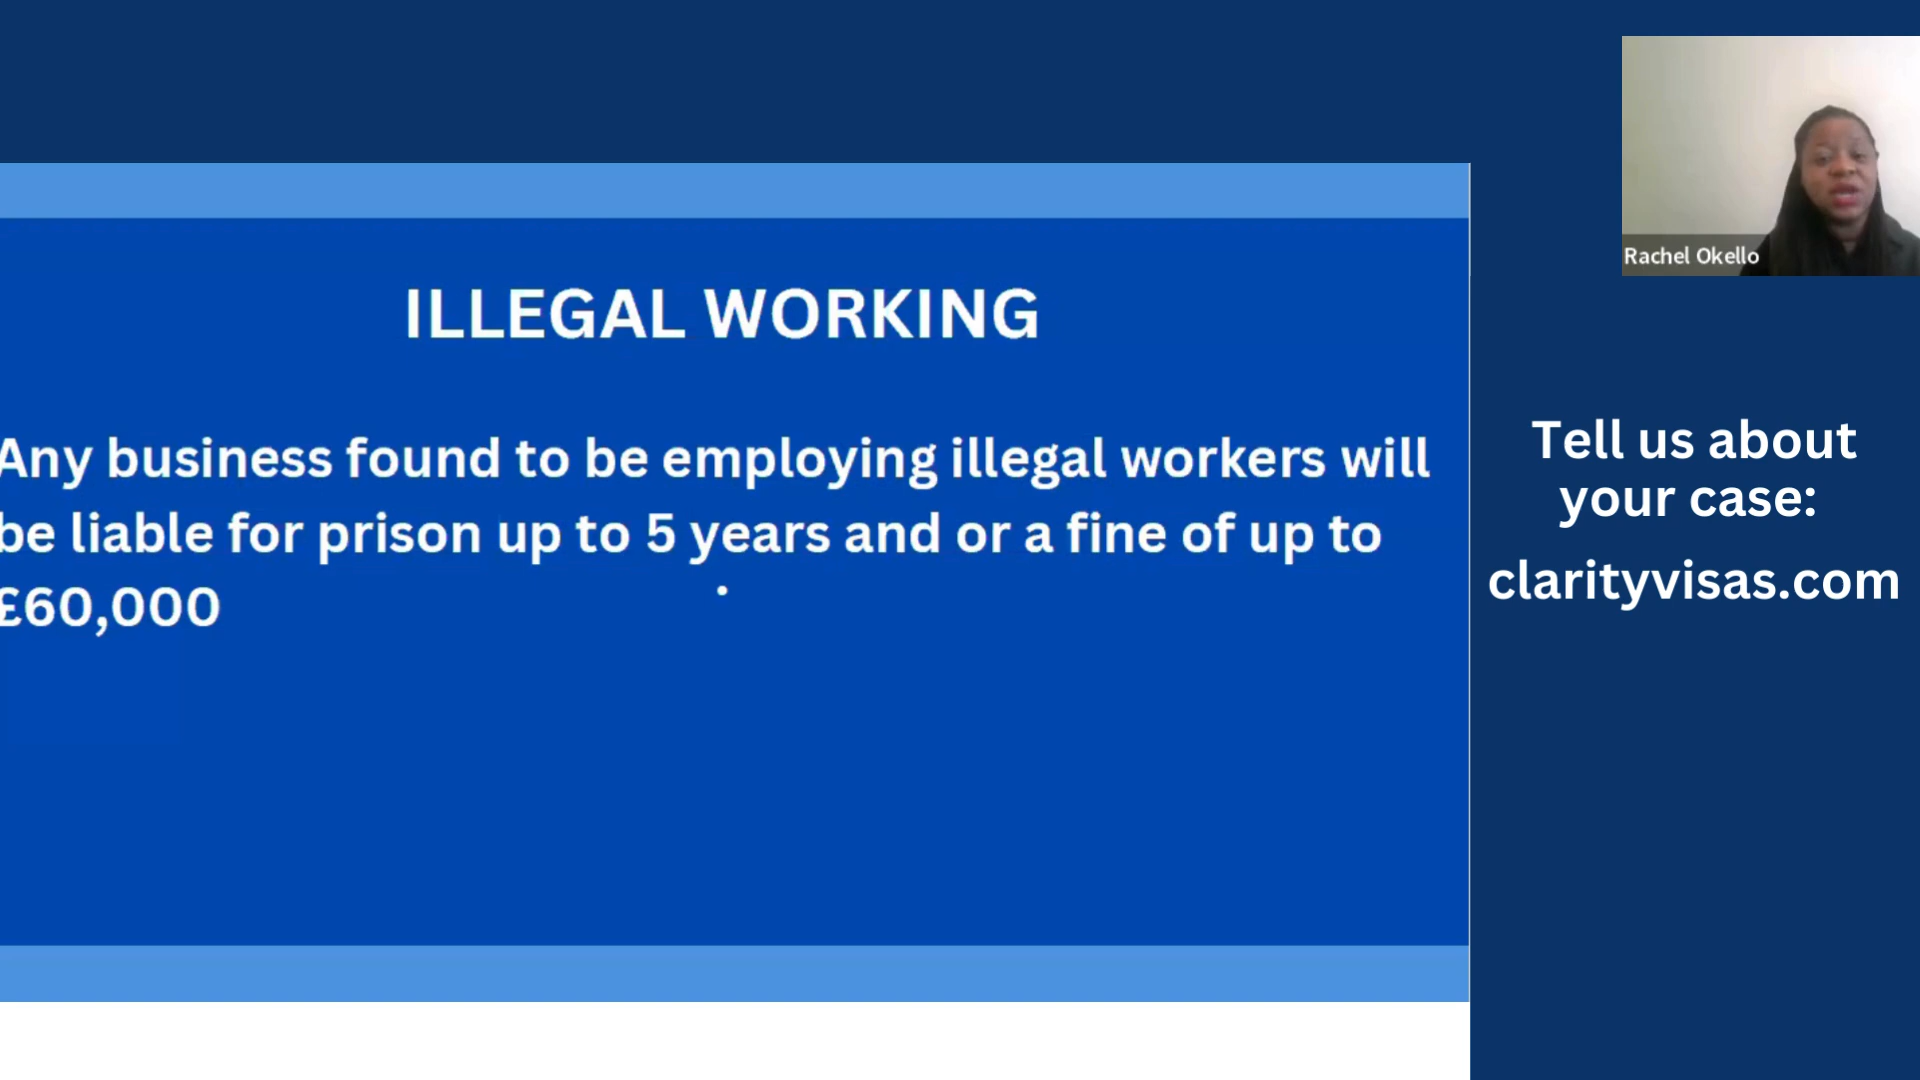 ILLEGAL WORKING
Any business found to be employing illegal workers will
be liable for prison up to 5 years and or a fine of up to
£60,000
Rachel Okello
Tell us about
your case:
clarityvisas.com